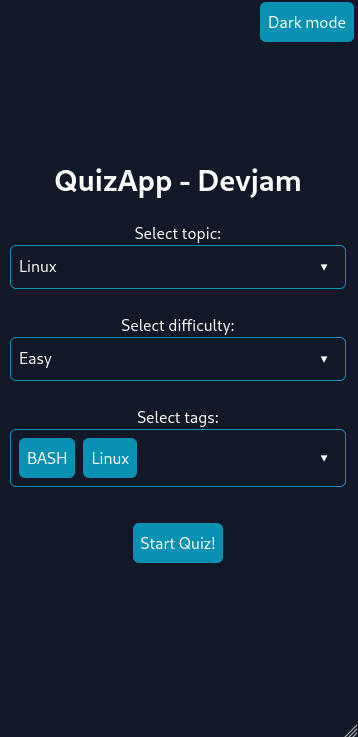 Dark mode
QuizApp - Devjam
Select topic:
Linux
Select difficulty:
Easy
Select tags:
BASH Linux
Start Quiz!